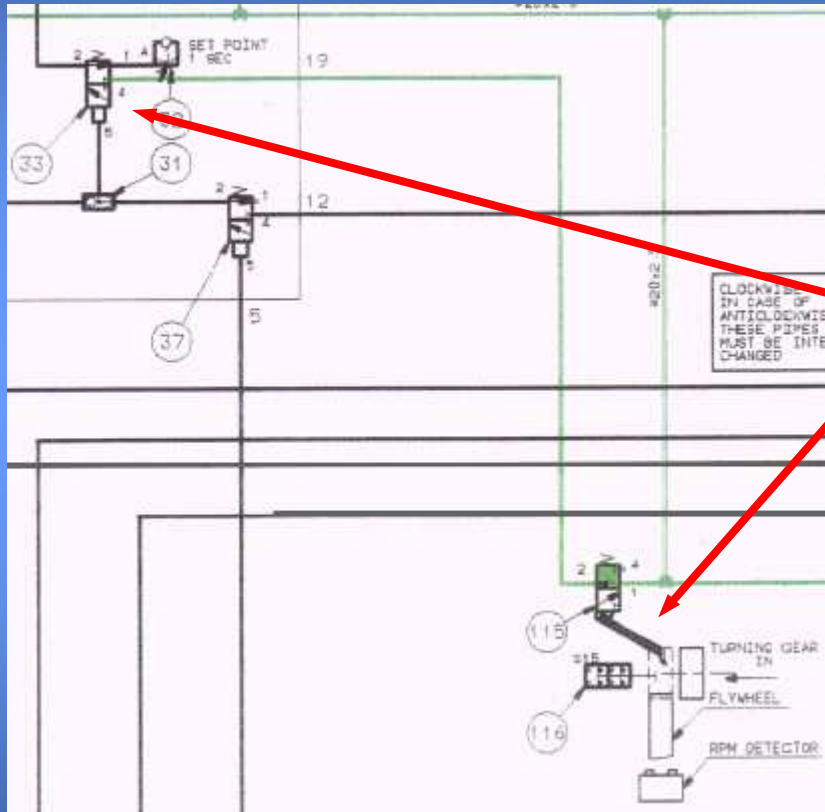 2 1 A
SET POINT
1 SEC
19
4
5
33
31
2 1
12
4
5
37
5
CLOCKWISE
IN CASE OF
THESE PIPES
MUST BE INTE
CHANGED
2 4
1
115
116
TURNING GEAR
IN
FLYWHEEL
RPM DETECTOR